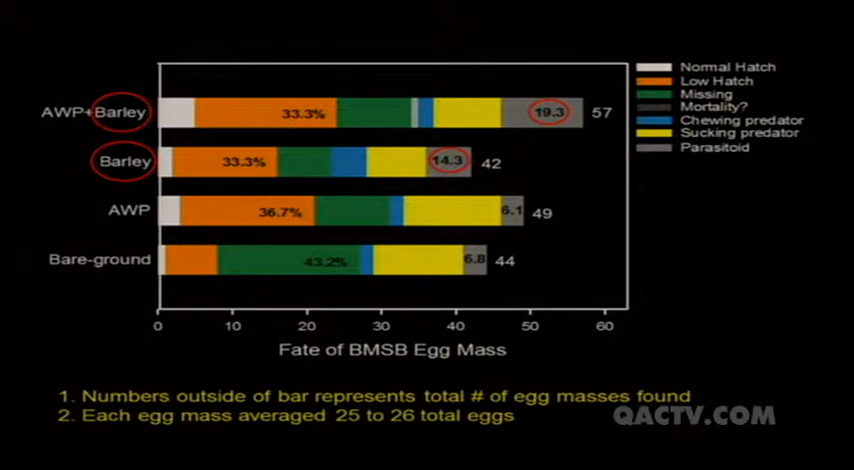 Normal Hatch
Low Hatch
Missing
Mortality?
Chewing predator
Sucking predator
Parasitoid
AWP+Barley 33.3% 19.3 57
Barley 33.3% 14.3 42
AWP 36.7% 6.1 49
Bare-ground 43.2% 6.8 44
0 10 20 30 40 50 60
Fate of BMSB Egg Mass
1. Numbers outside of bar represents total # of egg masses found
2. Each egg mass averaged 25 to 26 total eggs
QACTV.COM